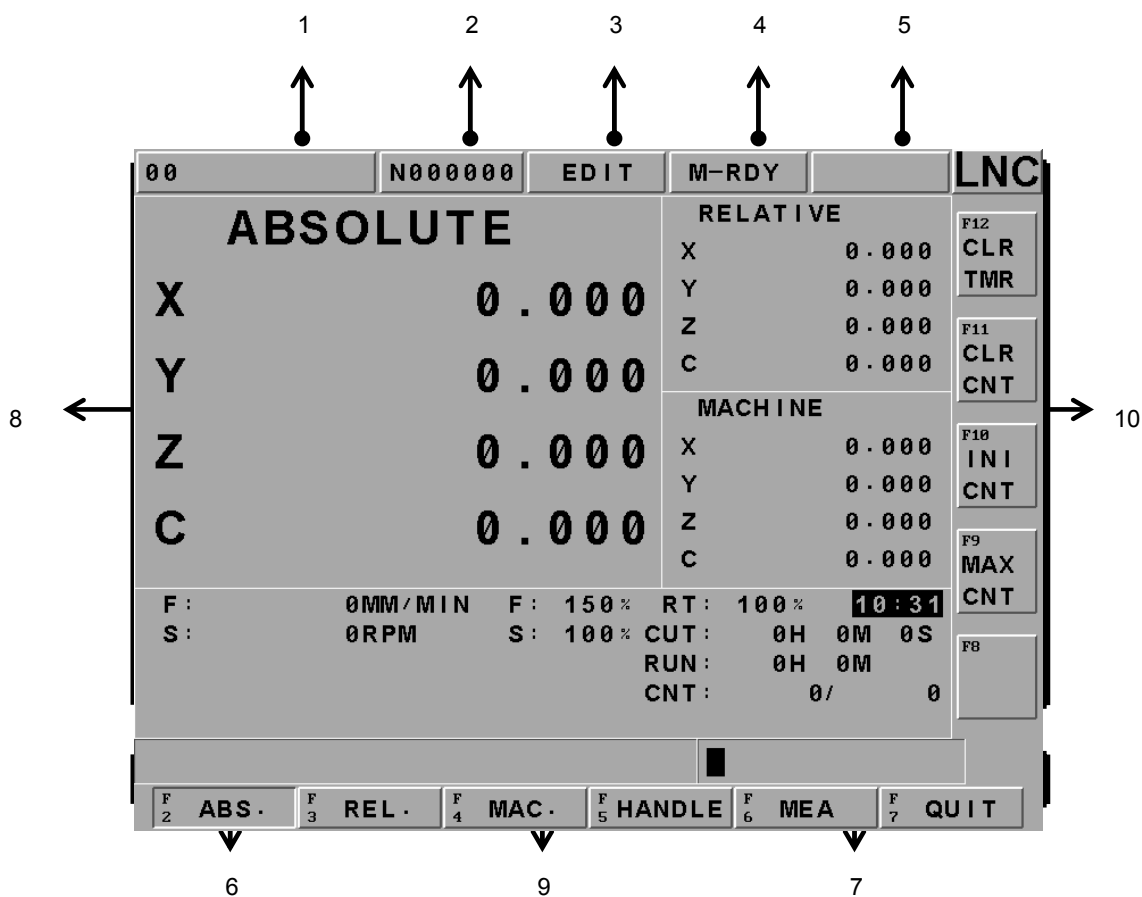 1 2 3 4 5
00 N000000 EDIT M-RDY LNC
ABSOLUTE
X 0.000
Y 0.000
Z 0.000
C 0.000
RELATIVE
X 0.000
Y 0.000
Z 0.000
C 0.000
MACHINE
X 0.000
Y 0.000
Z 0.000
C 0.000
F12
CLR
TMR
F11
CLR
CNT
F10
INI
CNT
F9
MAX
CNT
F8
8
10
F: 0MM/MIN F: 150% RT: 100% 10:31
S: 0RPM S: 100% CUT: 0H 0M 0S
RUN: 0H 0M
CNT: 0/ 0
F2 ABS. F3 REL. F4 MAC. F5 HANDLE F6 MEA F7 QUIT
6 9 7